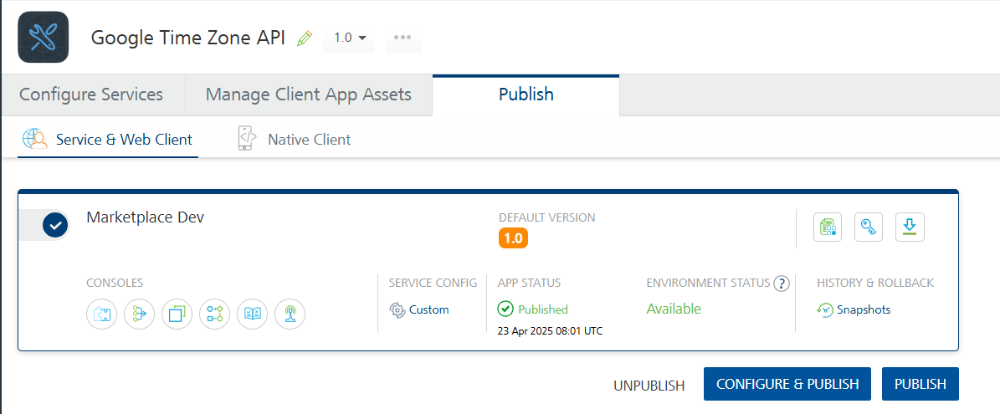 Google Time Zone API 1.0
Configure Services Manage Client App Assets Publish
Service & Web Client Native Client
Marketplace Dev
DEFAULT VERSION
1.0
CONSOLES
SERVICE CONFIG
Custom
APP STATUS
Published
23 Apr 2025 08:01 UTC
ENVIRONMENT STATUS ?
Available
HISTORY & ROLLBACK
Snapshots
UNPUBLISH CONFIGURE & PUBLISH PUBLISH